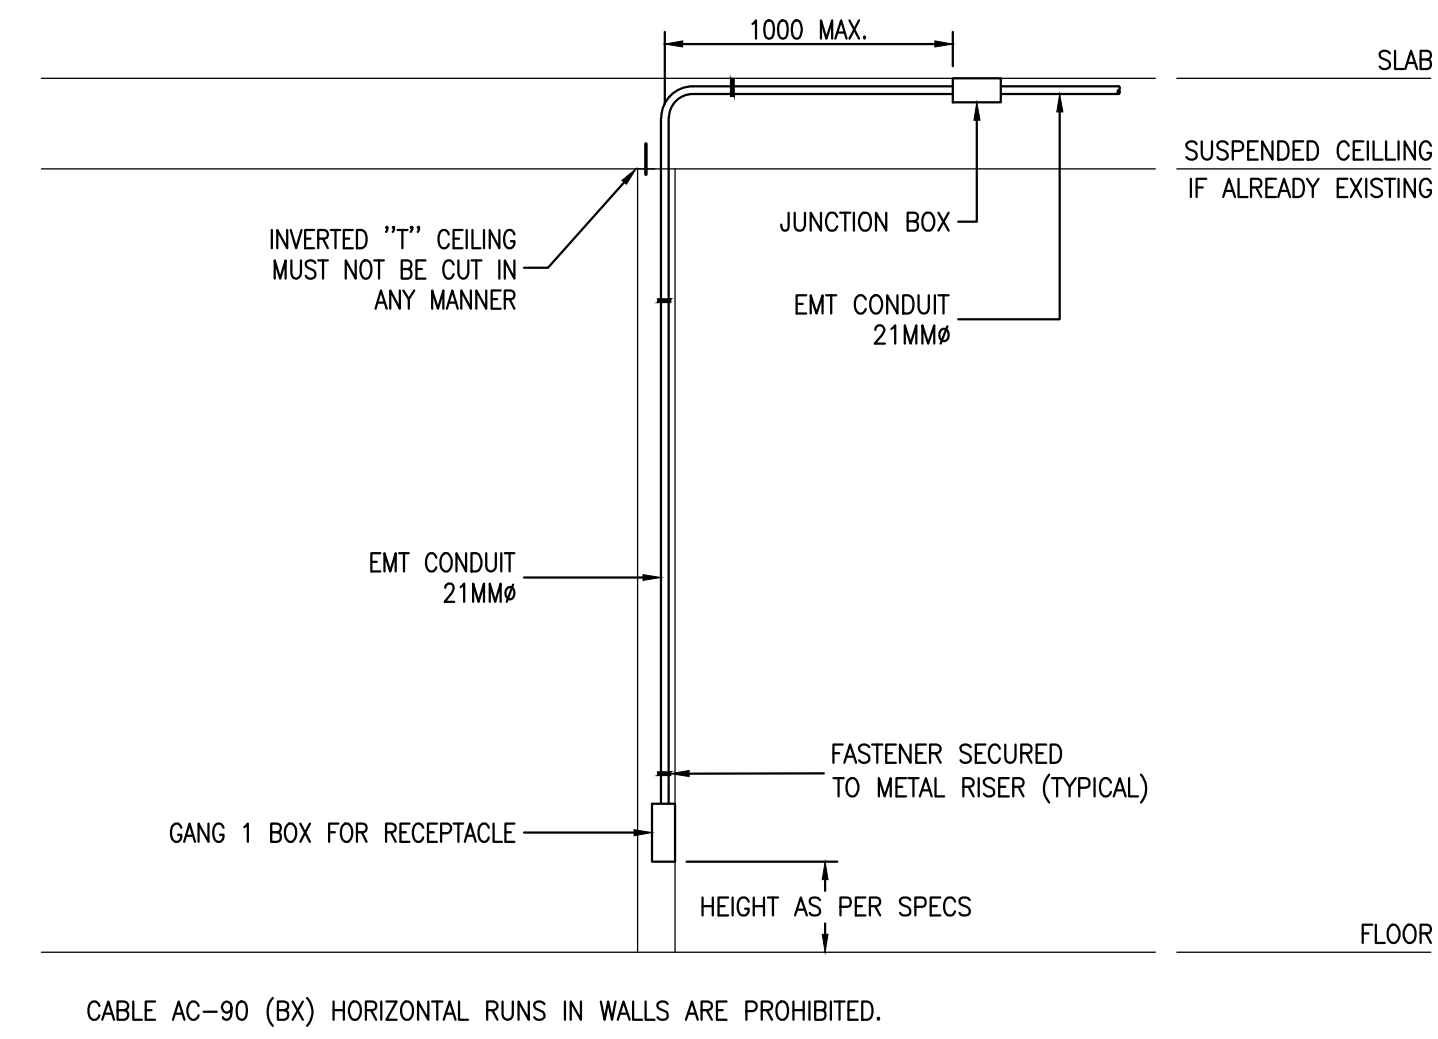 1000 MAX.
SLAB
SUSPENDED CEILLING
IF ALREADY EXISTING
JUNCTION BOX
INVERTED "T" CEILING
MUST NOT BE CUT IN
ANY MANNER
EMT CONDUIT
21MMø
EMT CONDUIT
21MMø
FASTENER SECURED
TO METAL RISER (TYPICAL)
GANG 1 BOX FOR RECEPTACLE
HEIGHT AS PER SPECS
FLOOR
CABLE AC-90 (BX) HORIZONTAL RUNS IN WALLS ARE PROHIBITED.